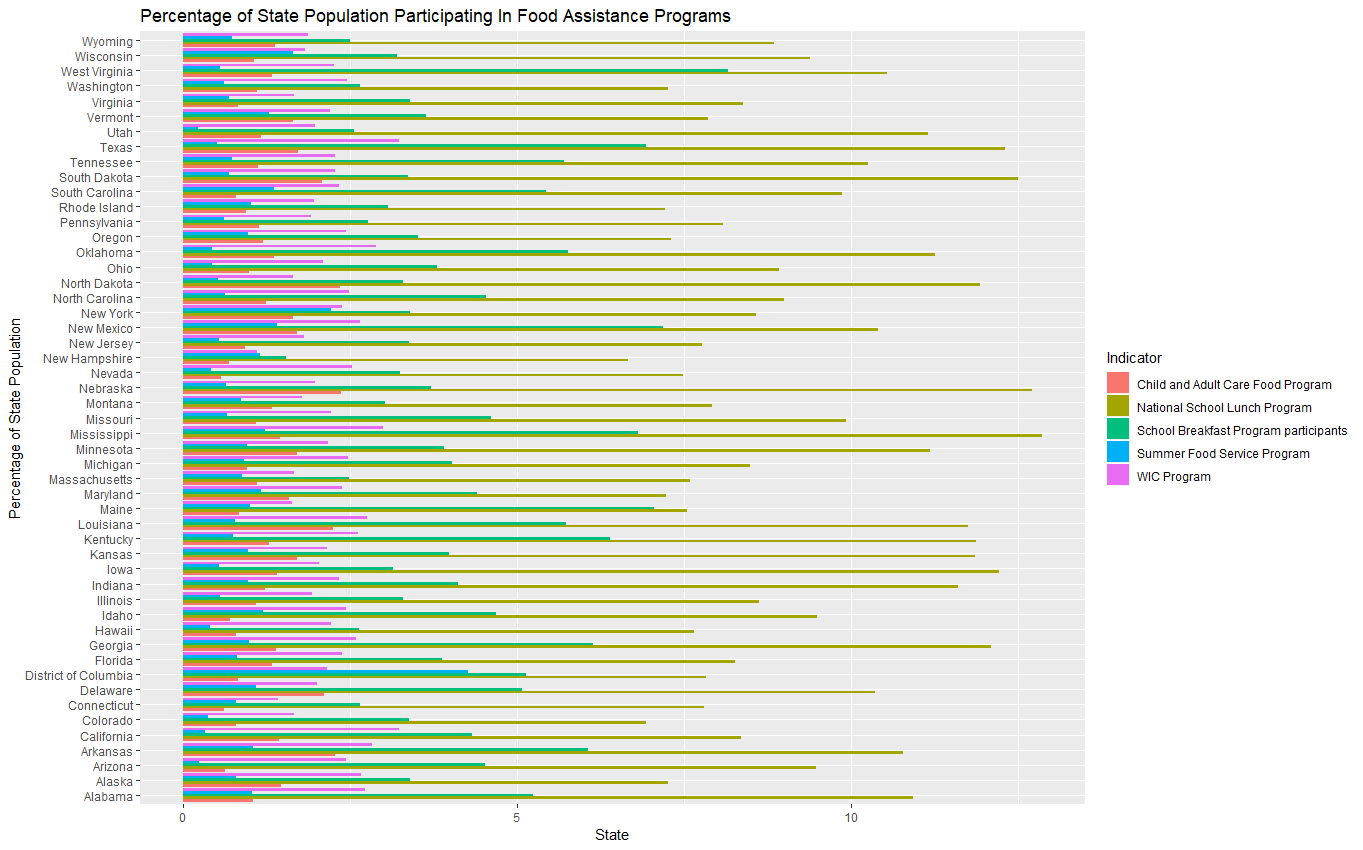 Percentage of State Population Participating In Food Assistance Programs
Percentage of State Population
Wyoming
Wisconsin
West Virginia
Washington
Virginia
Vermont
Utah
Texas
Tennessee
South Dakota
South Carolina
Rhode Island
Pennsylvania
Oregon
Oklahoma
Ohio
North Dakota
North Carolina
New York
New Mexico
New Jersey
New Hampshire
Nevada
Nebraska
Montana
Missouri
Mississippi
Minnesota
Michigan
Massachusetts
Maryland
Maine
Louisiana
Kentucky
Kansas
Iowa
Indiana
Illinois
Idaho
Hawaii
Georgia
Florida
District of Columbia
Delaware
Connecticut
Colorado
California
Arkansas
Arizona
Alaska
Alabama
0 5 10
State
Indicator
Child and Adult Care Food Program
National School Lunch Program
School Breakfast Program participants
Summer Food Service Program
WIC Program